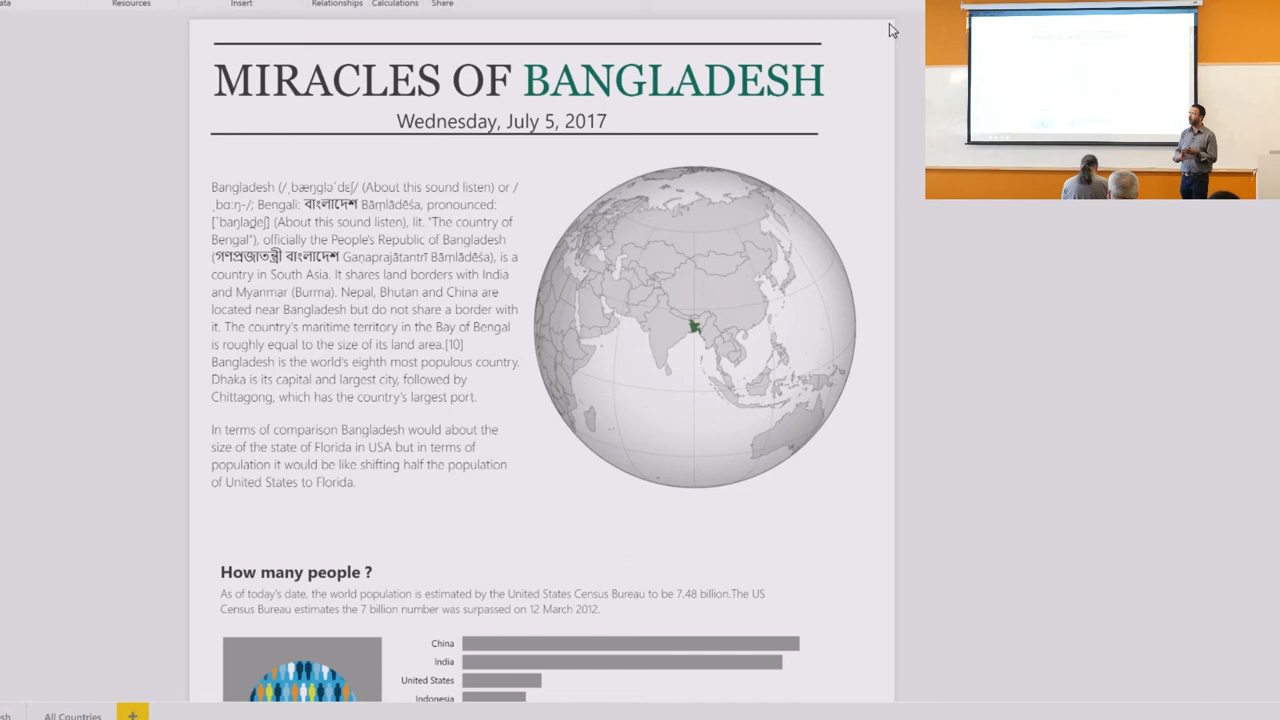 Resources Insert Relationships Calculations Share
MIRACLES OF BANGLADESH
Wednesday, July 5, 2017
Bangladesh (/ˌbæŋɡləˈdɛʃ/ (About this sound listen) or /
ˌbɑːŋ-/; Bengali: বাংলাদেশ Bāṃlādēśa, pronounced:
[ˈbaŋlad̪eʃ] (About this sound listen), lit. "The country of
Bengal"), officially the People's Republic of Bangladesh
(গণপ্রজাতন্ত্রী বাংলাদেশ Gaṇaprajātantrī Bāṃlādēśa), is a
country in South Asia. It shares land borders with India
and Myanmar (Burma). Nepal, Bhutan and China are
located near Bangladesh but do not share a border with
it. The country's maritime territory in the Bay of Bengal
is roughly equal to the size of its land area.[10]
Bangladesh is the world's eighth most populous country.
Dhaka is its capital and largest city, followed by
Chittagong, which has the country's largest port.
In terms of comparison Bangladesh would about the
size of the state of Florida in USA but in terms of
population it would be like shifting half the population
of United States to Florida.
How many people ?
As of today's date, the world population is estimated by the United States Census Bureau to be 7.48 billion.The US
Census Bureau estimates the 7 billion number was surpassed on 12 March 2012.
China
India
United States
Indonesia
All Countries +